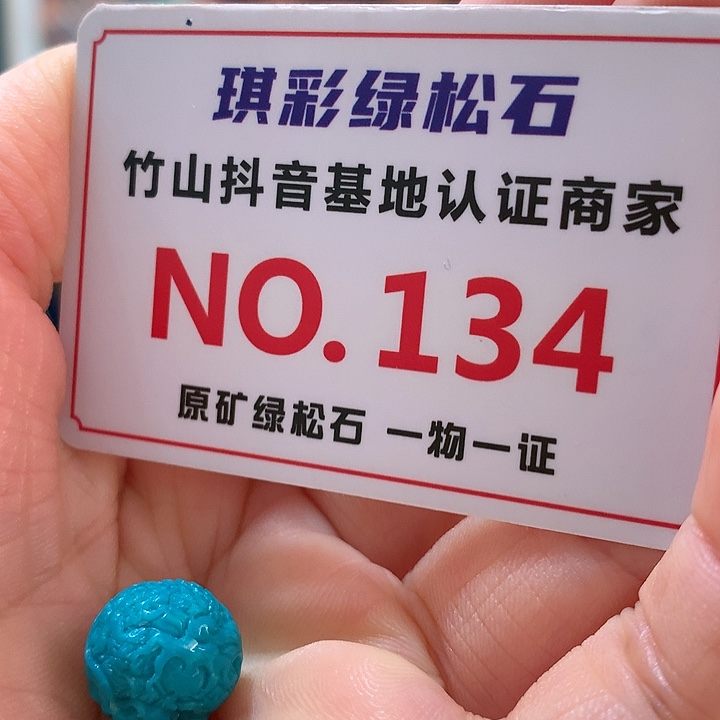 琪彩绿松石
竹山抖音基地认证商家
NO.134
原矿绿松石 一物一证